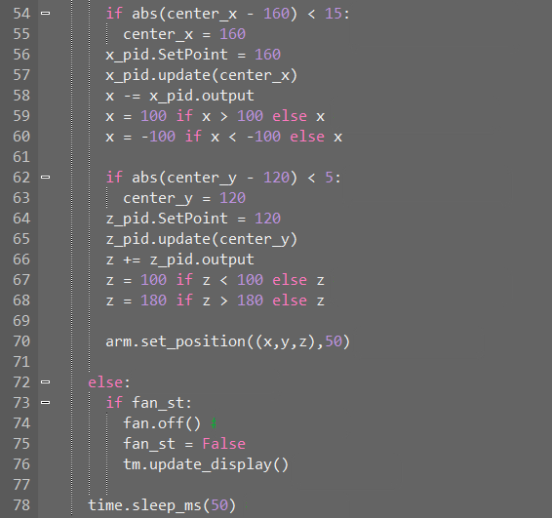 54 if abs(center_x - 160) < 15:
55 center_x = 160
56 x_pid.SetPoint = 160
57 x_pid.update(center_x)
58 x -= x_pid.output
59 x = 100 if x > 100 else x
60 x = -100 if x < -100 else x
61
62 if abs(center_y - 120) < 5:
63 center_y = 120
64 z_pid.SetPoint = 120
65 z_pid.update(center_y)
66 z += z_pid.output
67 z = 100 if z < 100 else z
68 z = 180 if z > 180 else z
69
70 arm.set_position((x,y,z),50)
71
72 else:
73 if fan_st:
74 fan.off() #
75 fan_st = False
76 tm.update_display()
77
78 time.sleep_ms(50)